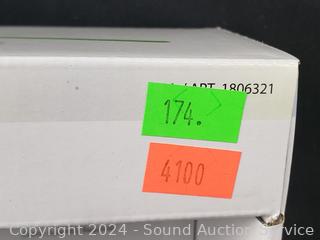 / ART. 1806321
174.
4100
Copyright 2024 - Sound Auction Service